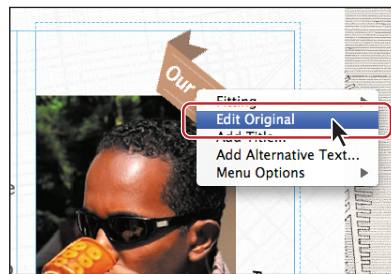 Our
Fitting
Edit Original
Add Title...
Add Alternative Text...
Menu Options